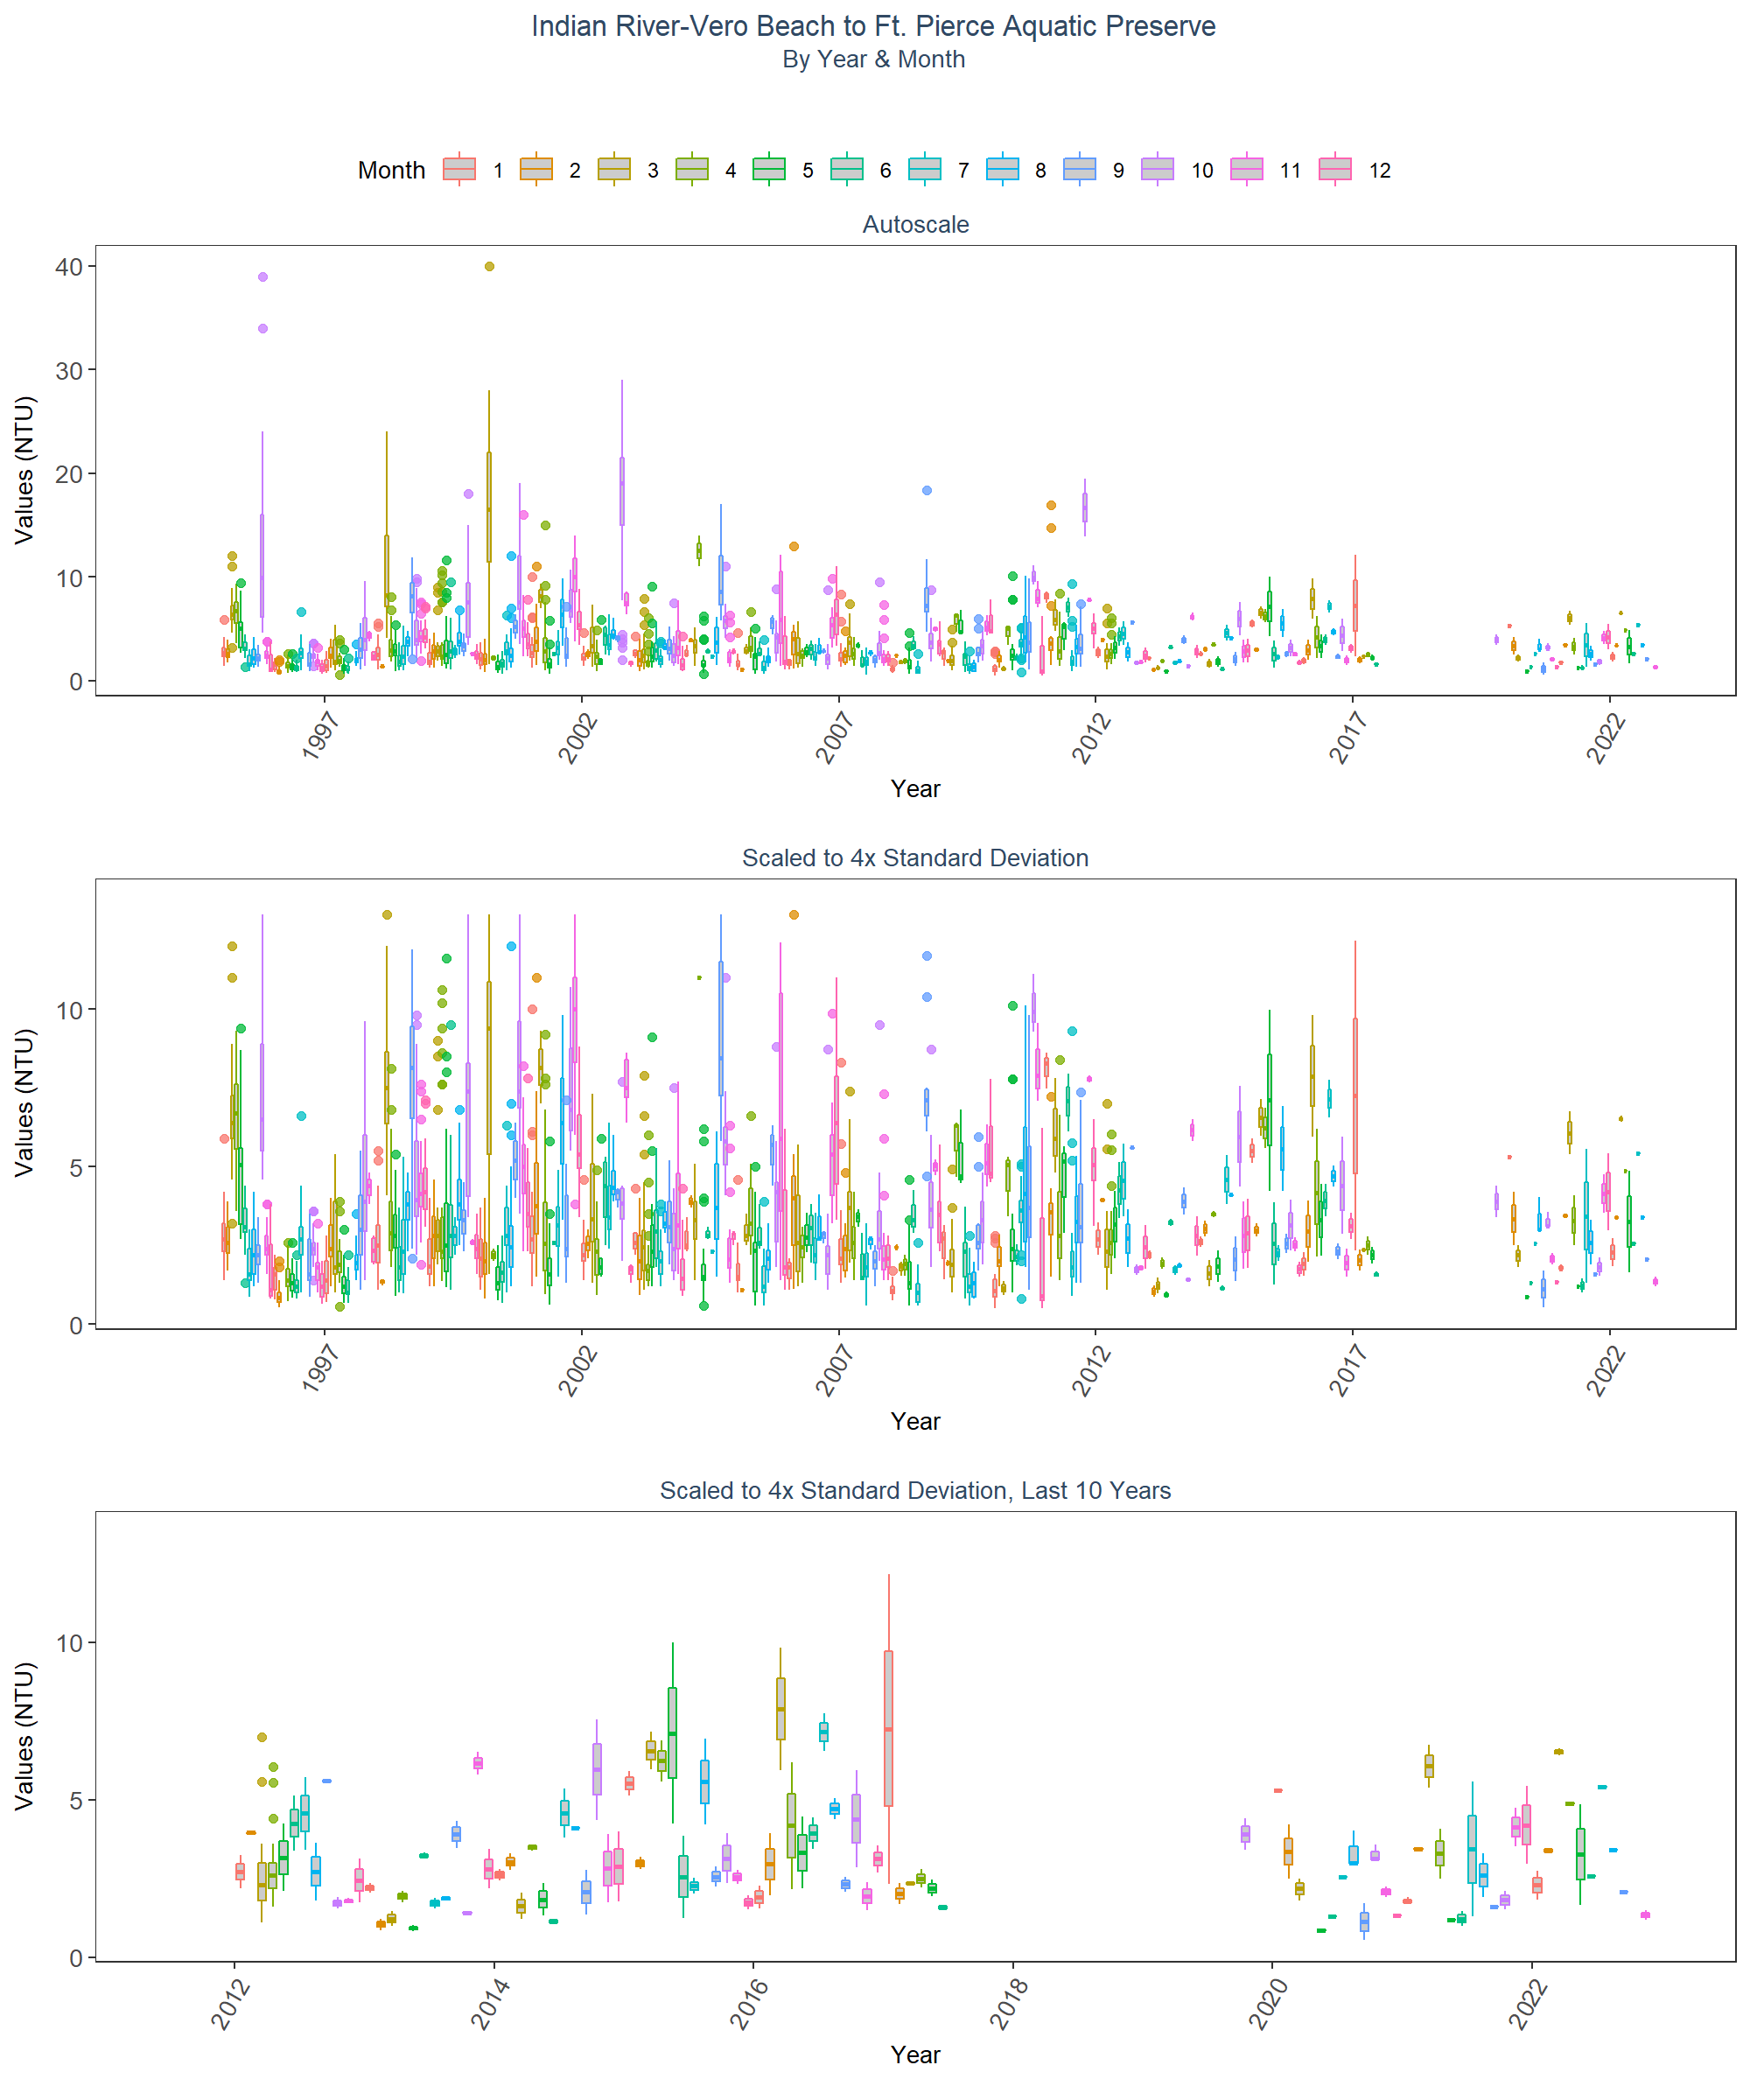 Indian River-Vero Beach to Ft. Pierce Aquatic Preserve
By Year & Month
Month 1 2 3 4 5 6 7 8 9 10 11 12
Autoscale
Values (NTU)
40
30
20
10
0
1997 2002 2007 2012 2017 2022
Year
Scaled to 4x Standard Deviation
Values (NTU)
10
5
0
1997 2002 2007 2012 2017 2022
Year
Scaled to 4x Standard Deviation, Last 10 Years
Values (NTU)
10
5
0
2012 2014 2016 2018 2020 2022
Year